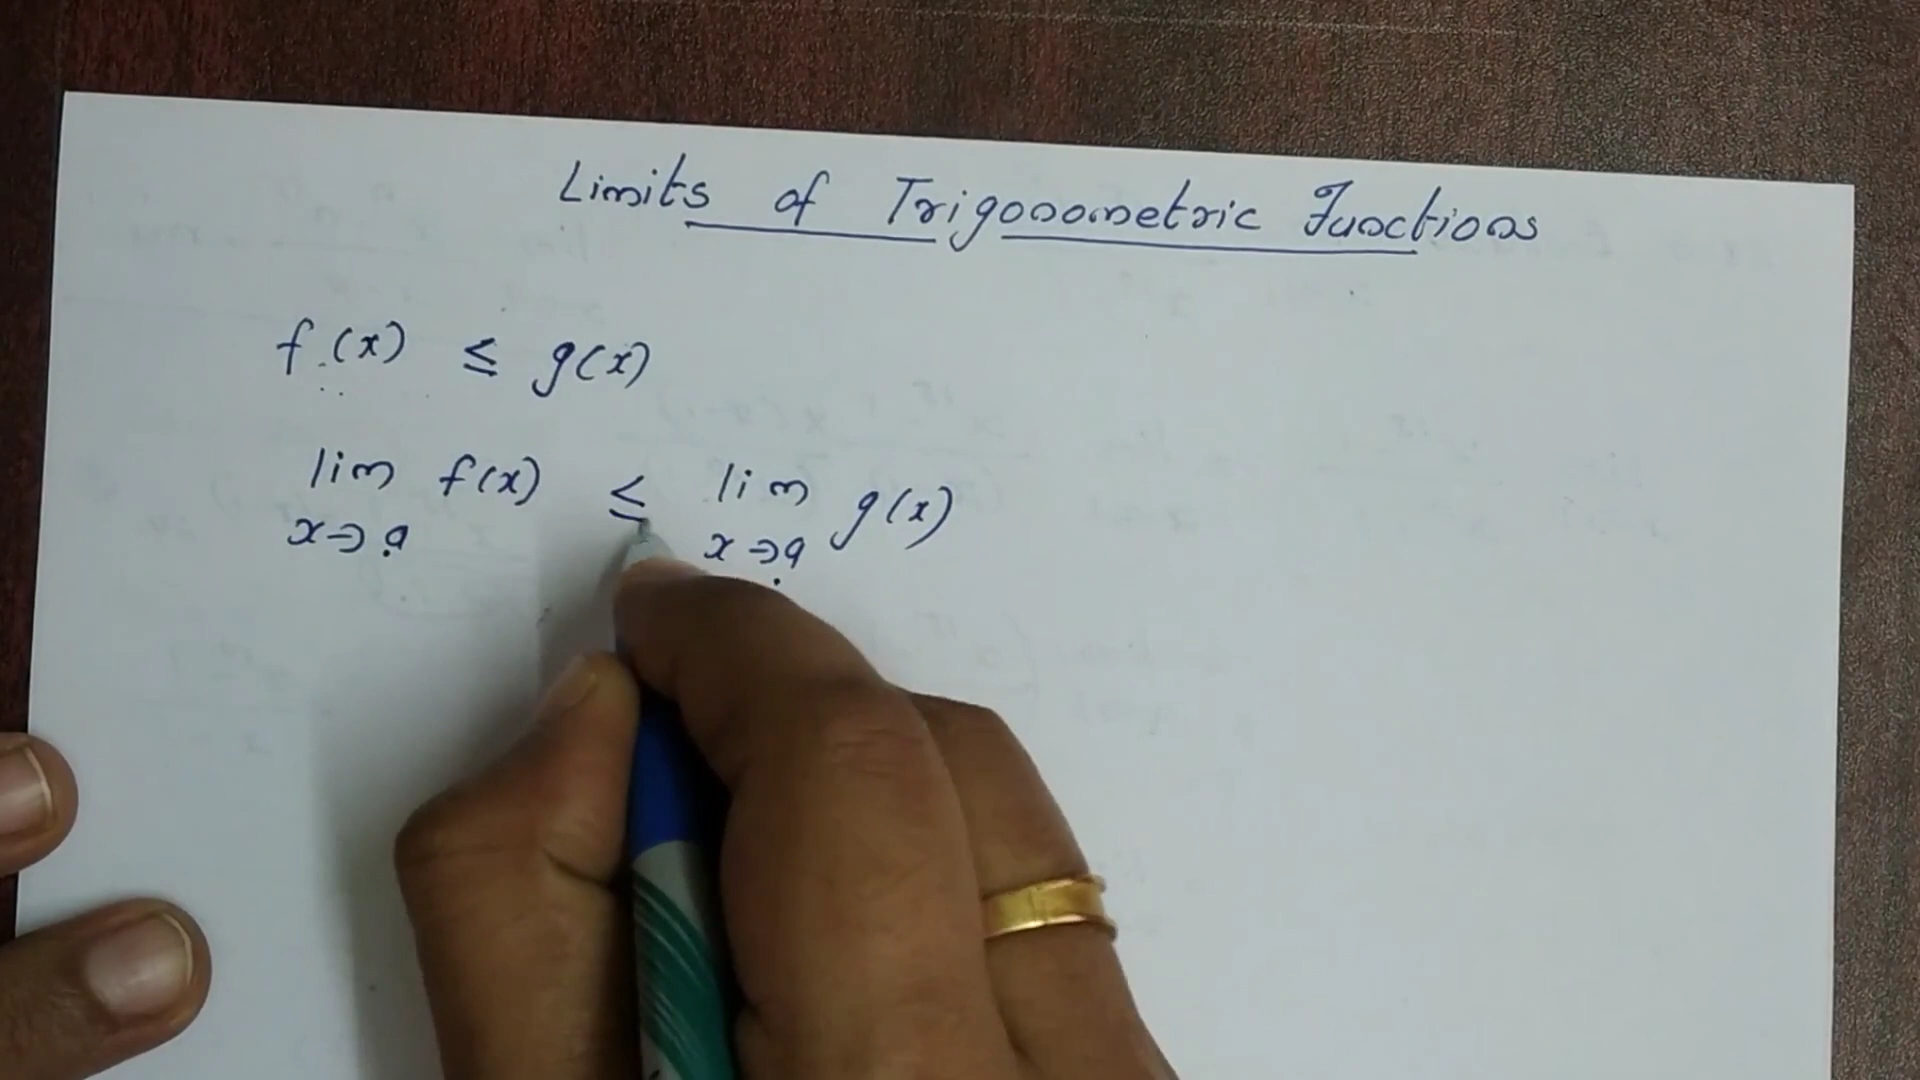 Limits of Trigonometric Functions
f(x) ≤ g(x)
lim f(x) ≤ lim g(x)
x→a x→a